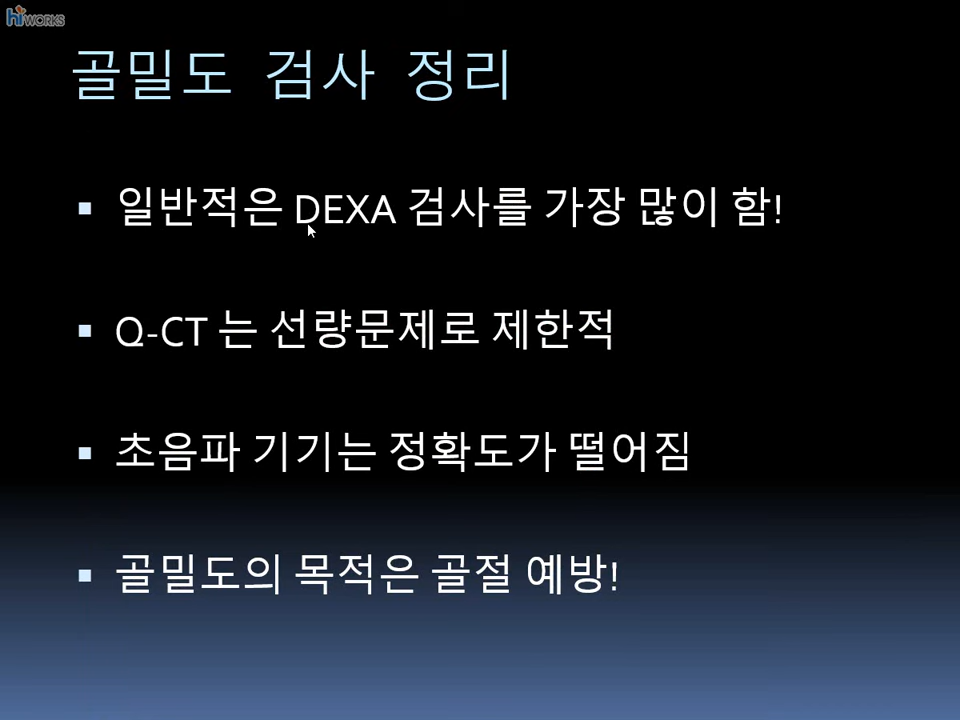 hiworks
골밀도 검사 정리
▪ 일반적은 DEXA 검사를 가장 많이 함!
▪ Q-CT 는 선량문제로 제한적
▪ 초음파 기기는 정확도가 떨어짐
▪ 골밀도의 목적은 골절 예방!